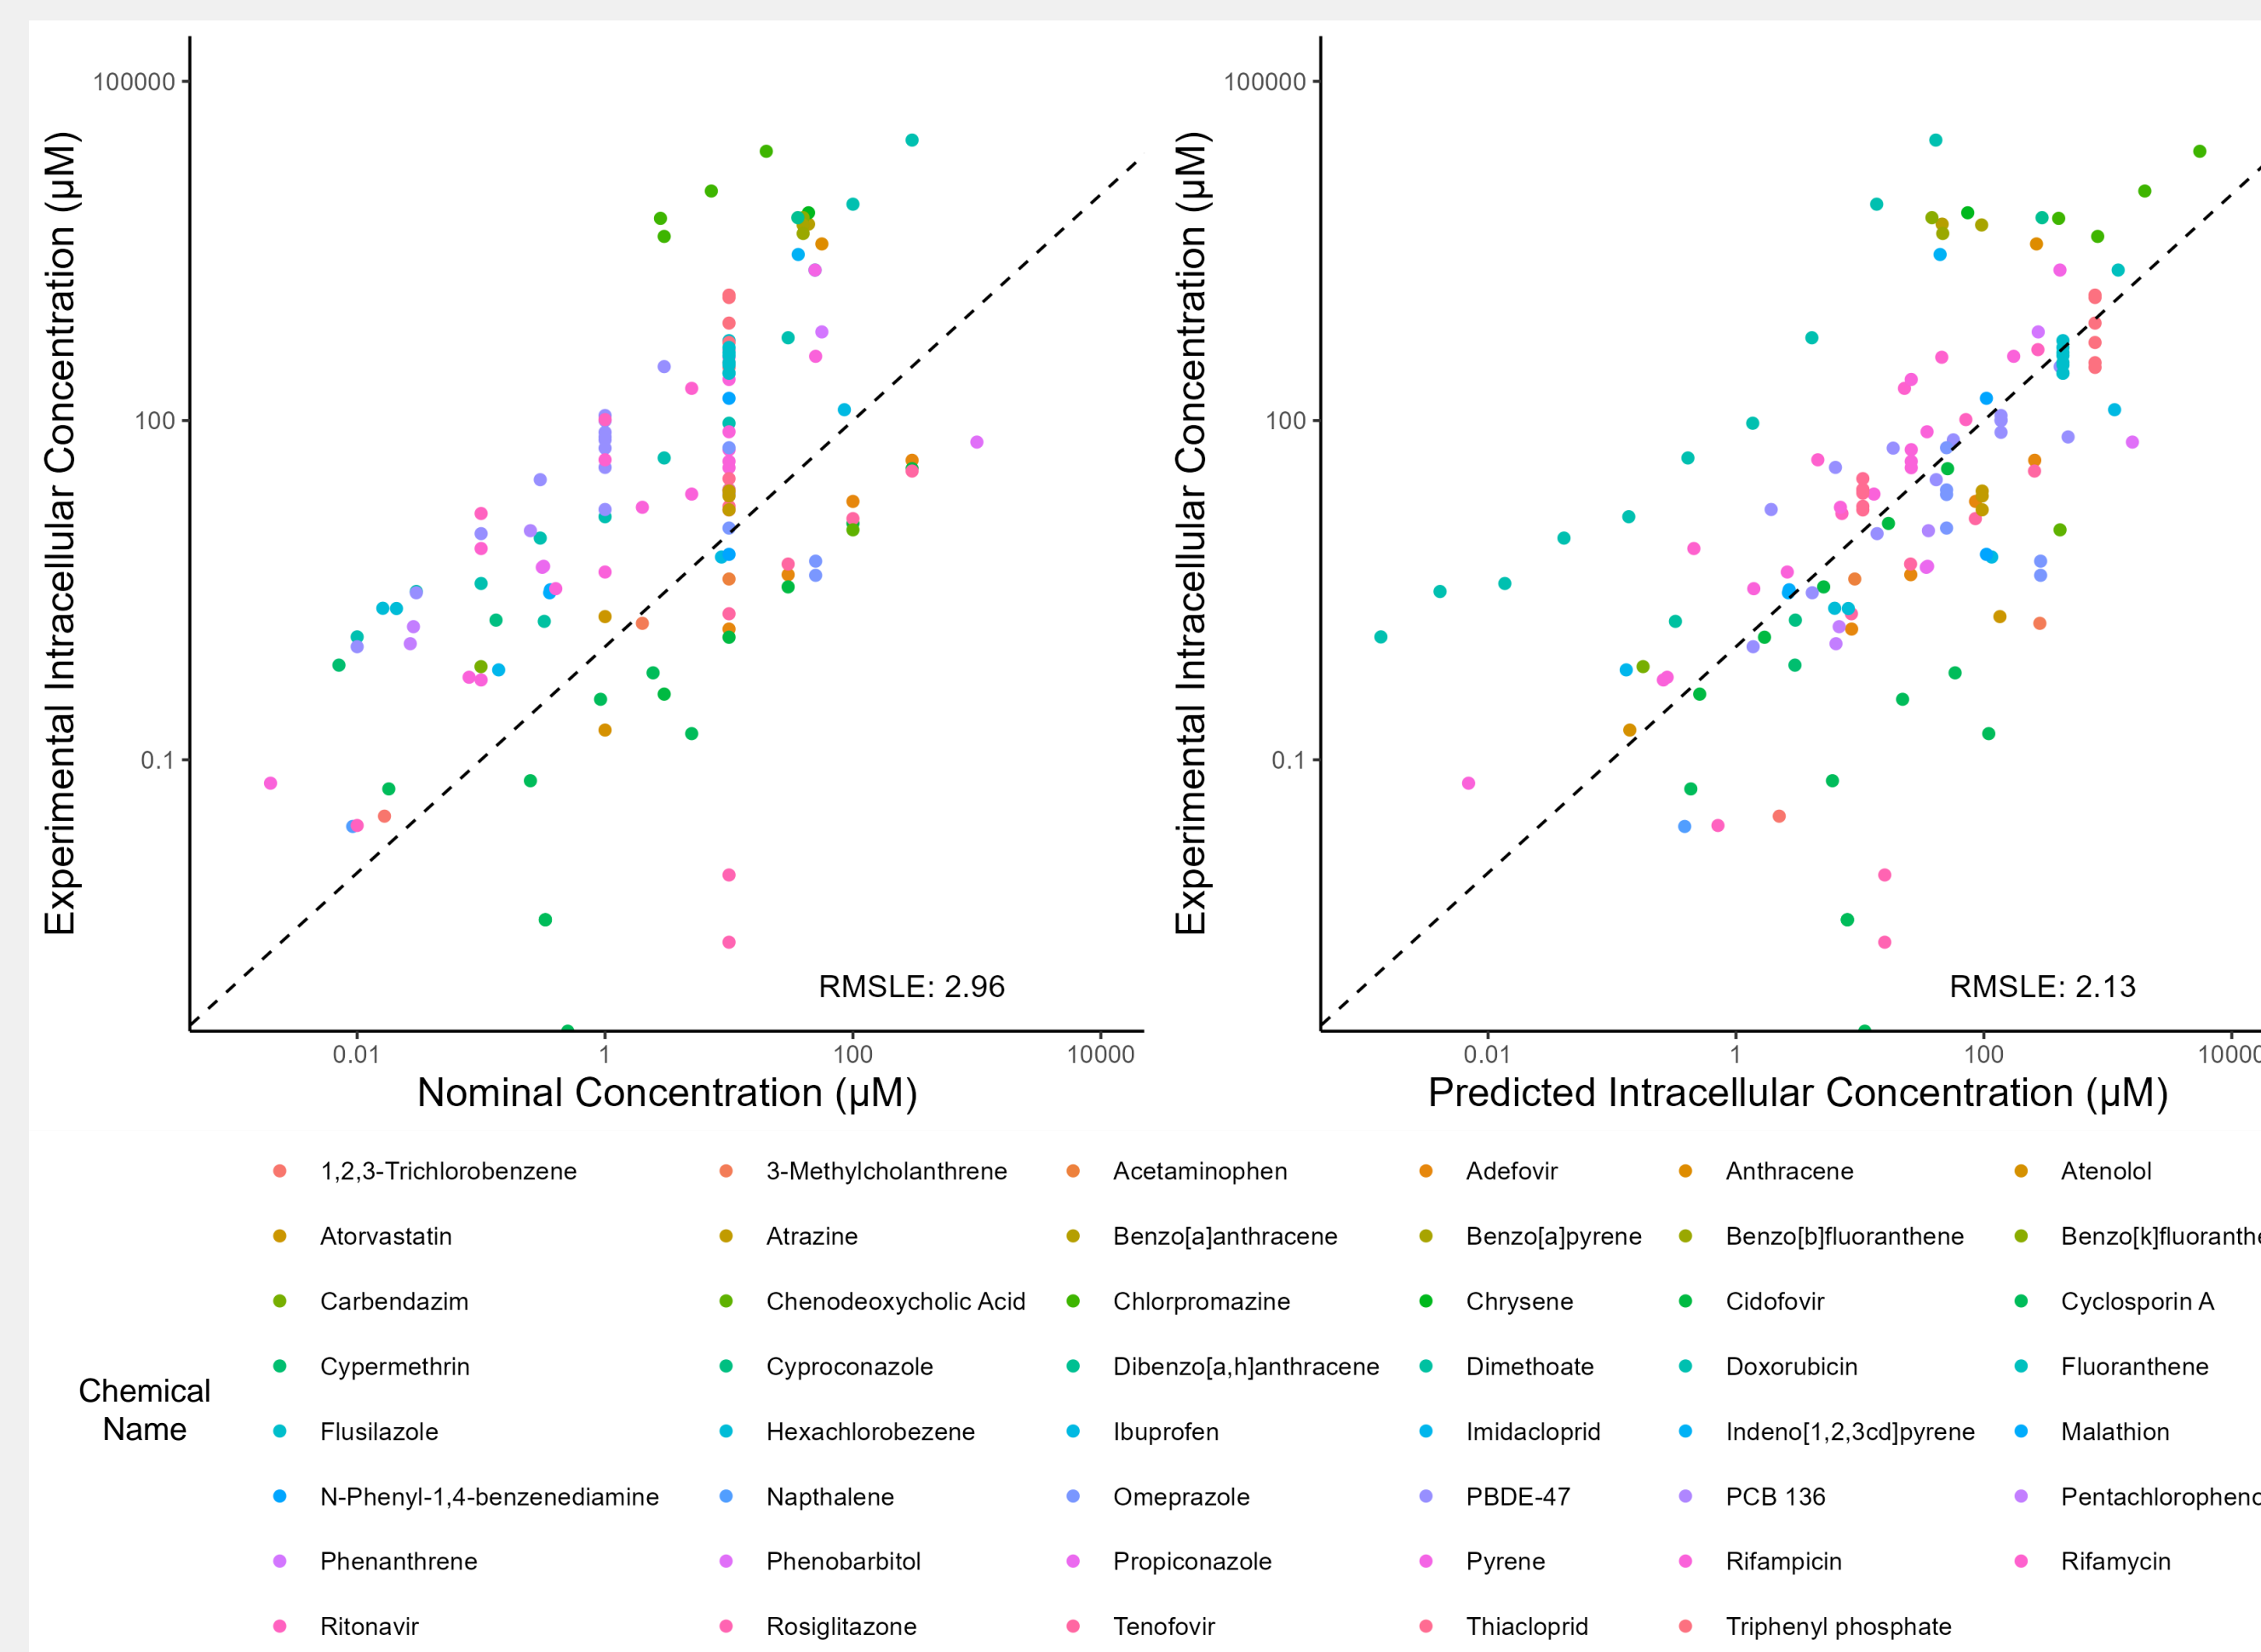 Experimental Intracellular Concentration (µM)
100000
100
0.1
0.01 1 100 10000
Nominal Concentration (µM)
RMSLE: 2.96
Experimental Intracellular Concentration (µM)
100000
100
0.1
0.01 1 100 10000
Predicted Intracellular Concentration (µM)
RMSLE: 2.13
Chemical
Name
1,2,3-Trichlorobenzene 3-Methylcholanthrene Acetaminophen Adefovir Anthracene Atenolol
Atorvastatin Atrazine Benzo[a]anthracene Benzo[a]pyrene Benzo[b]fluoranthene Benzo[k]fluoranthe
Carbendazim Chenodeoxycholic Acid Chlorpromazine Chrysene Cidofovir Cyclosporin A
Cypermethrin Cyproconazole Dibenzo[a,h]anthracene Dimethoate Doxorubicin Fluoranthene
Flusilazole Hexachlorobezene Ibuprofen Imidacloprid Indeno[1,2,3cd]pyrene Malathion
N-Phenyl-1,4-benzenediamine Napthalene Omeprazole PBDE-47 PCB 136 Pentachloropheno
Phenanthrene Phenobarbitol Propiconazole Pyrene Rifampicin Rifamycin
Ritonavir Rosiglitazone Tenofovir Thiacloprid Triphenyl phosphate